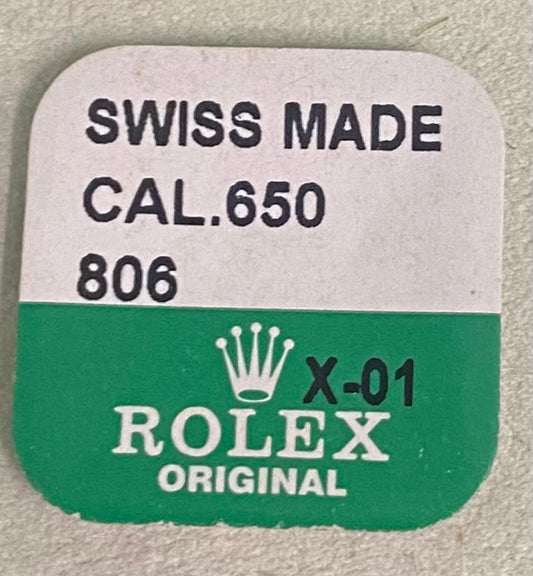 SWISS MADE
CAL.650
806
X-01
ROLEX
ORIGINAL